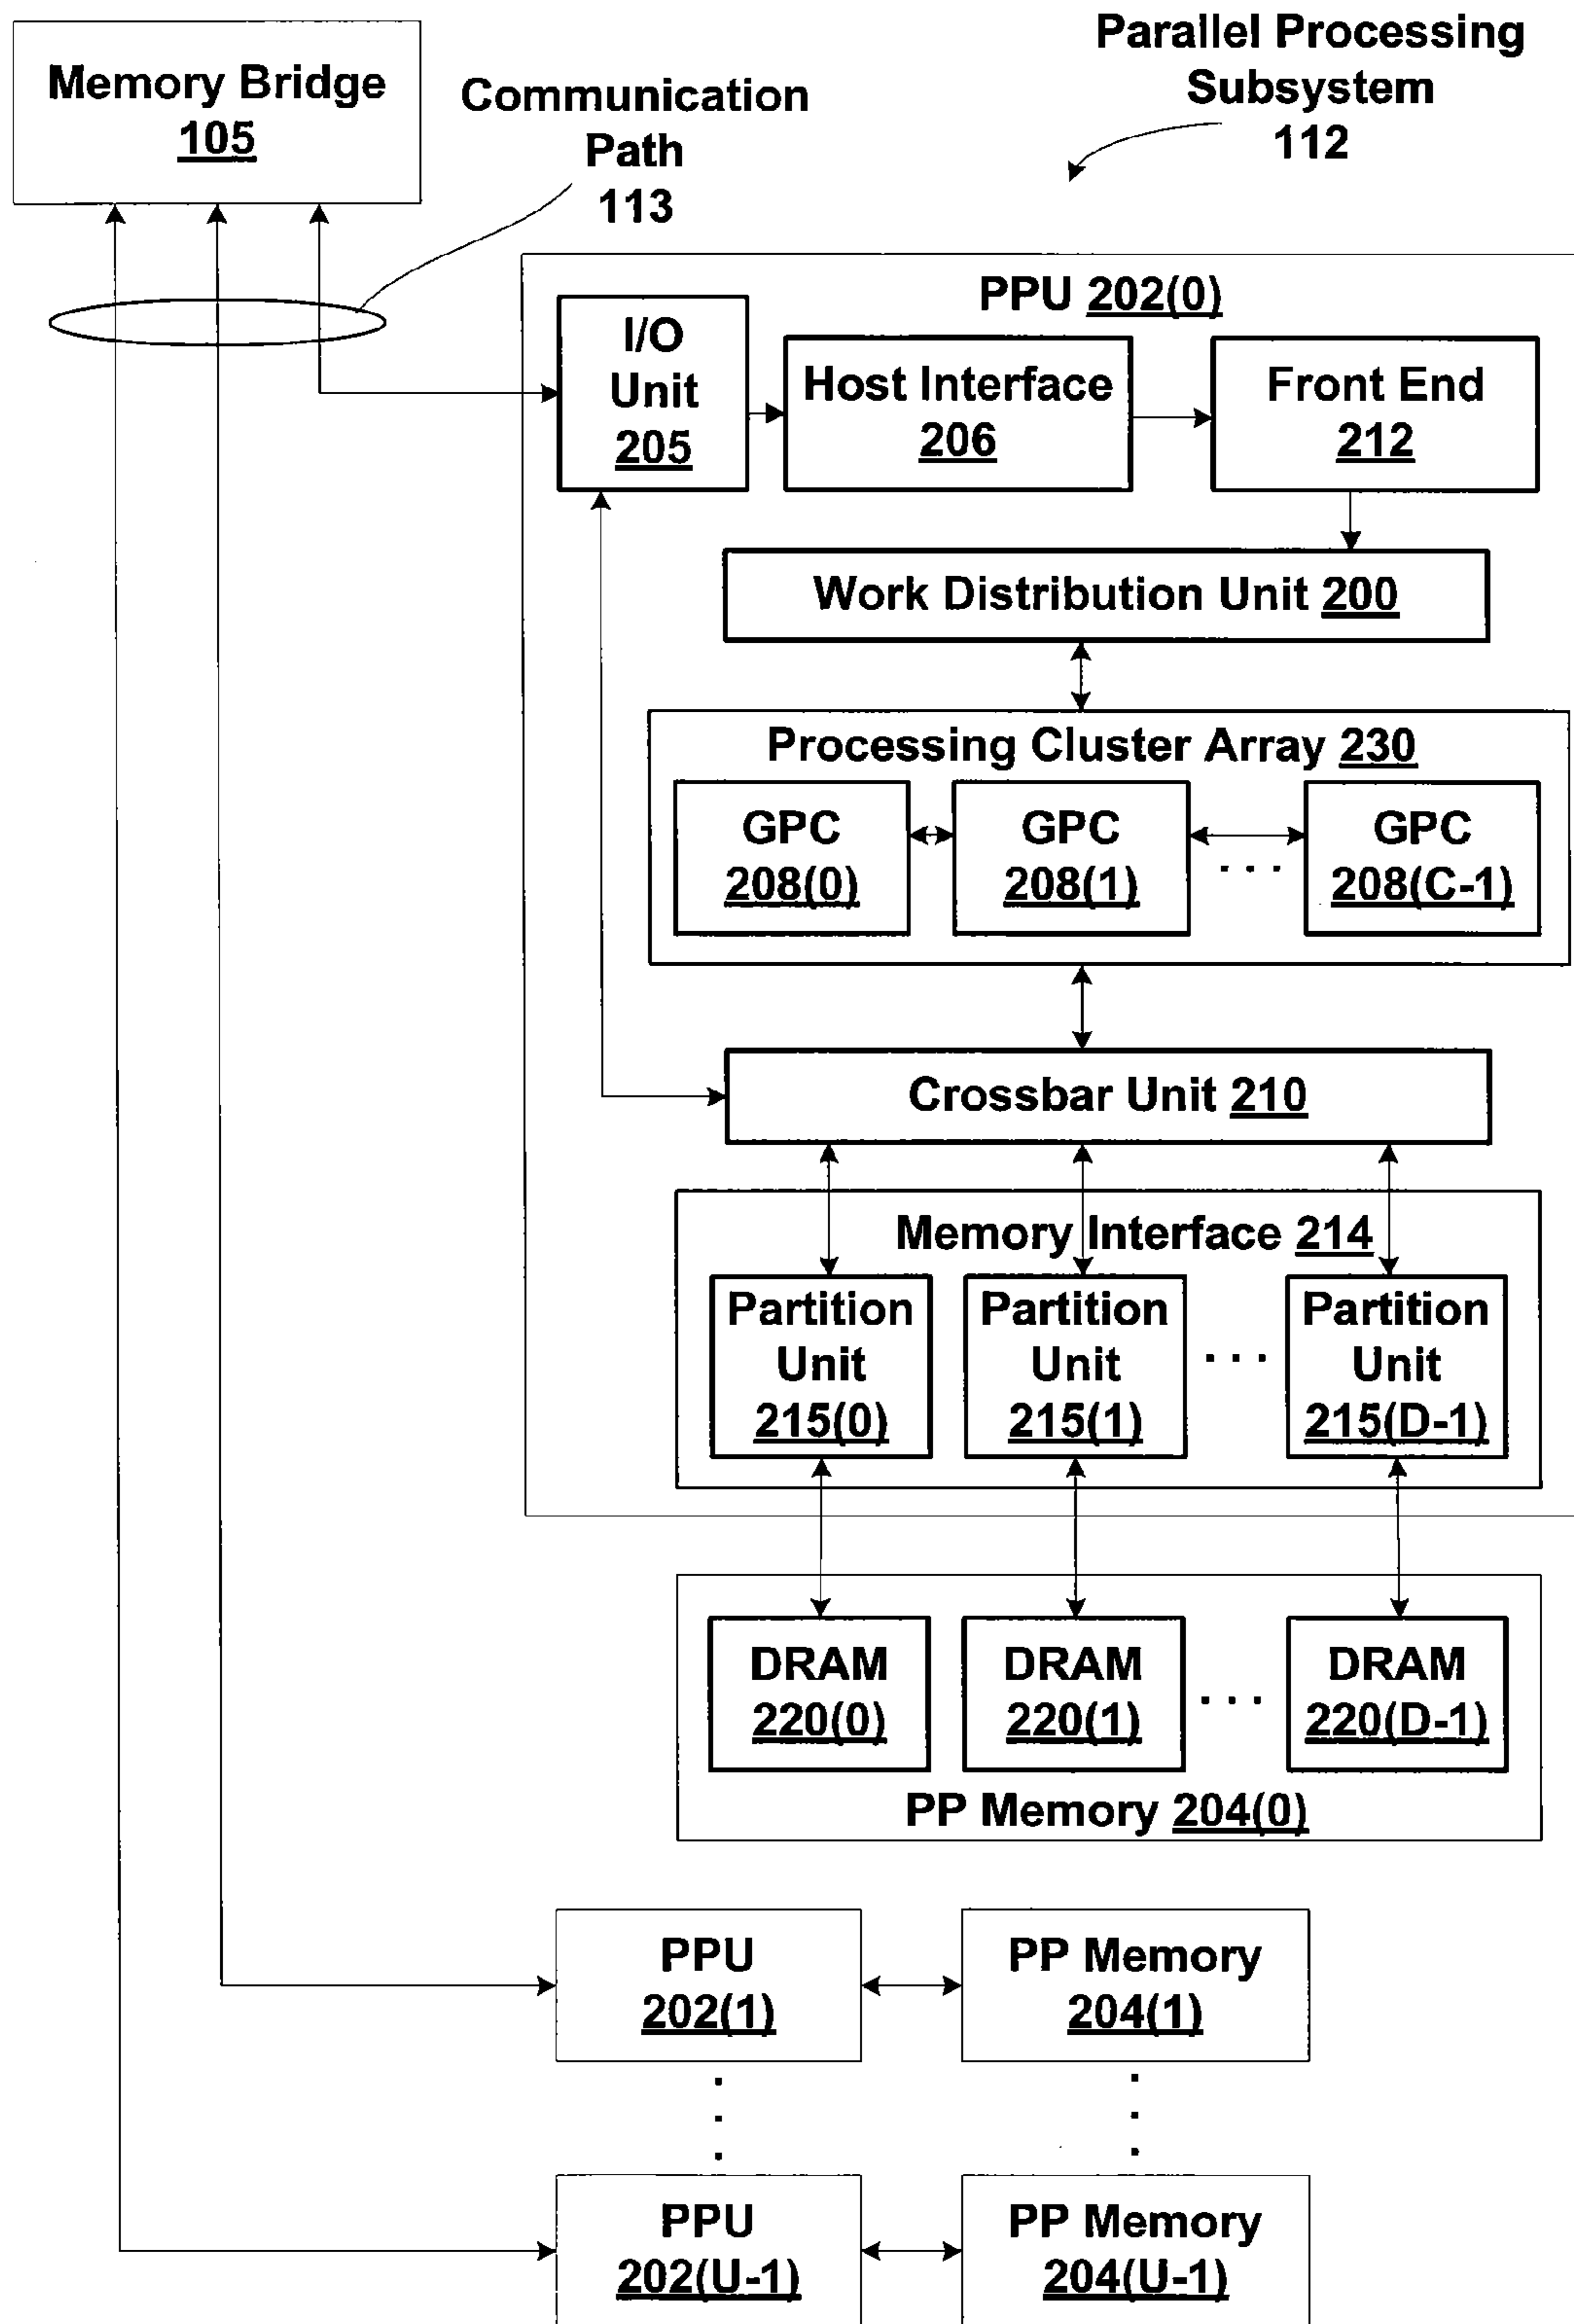 Memory Bridge
105
Communication
Path
113
Parallel Processing
Subsystem
112
PPU 202(0)
I/O
Unit
205
Host Interface
206
Front End
212
Work Distribution Unit 200
Processing Cluster Array 230
GPC
208(0)
GPC
208(1)
. . .
GPC
208(C-1)
Crossbar Unit 210
Memory Interface 214
Partition
Unit
215(0)
Partition
Unit
215(1)
. . .
Partition
Unit
215(D-1)
DRAM
220(0)
DRAM
220(1)
. . .
DRAM
220(D-1)
PP Memory 204(0)
PPU
202(1)
PP Memory
204(1)
PPU
202(U-1)
PP Memory
204(U-1)